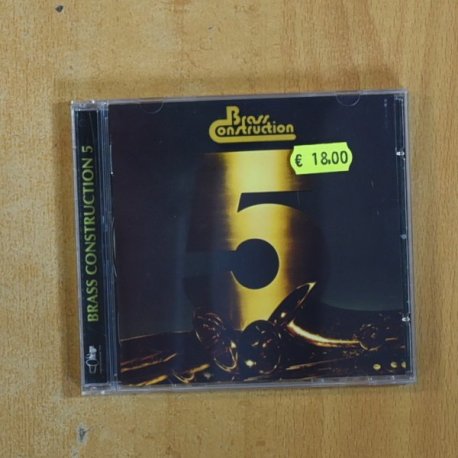 BRASS CONSTRUCTION 5
Brass
Construction
€ 18.00
5